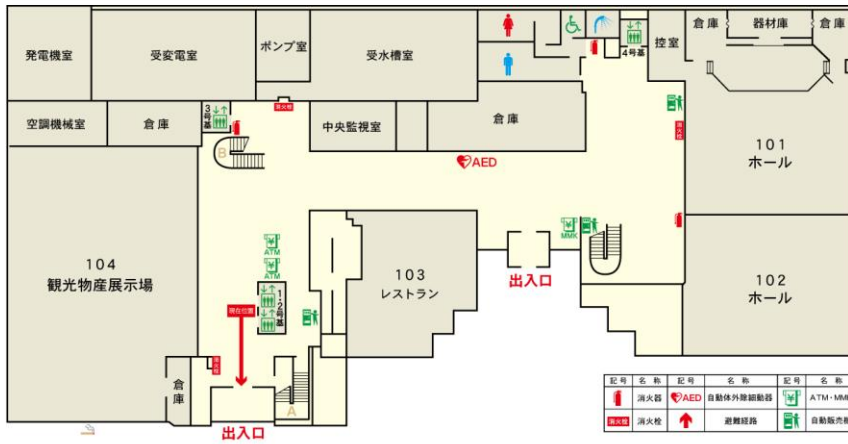 発電機室
受変電室
ポンプ室
受水槽室
4号基
控室
倉庫
器材庫
倉庫
空調機械室
倉庫
3号基
消火栓
中央監視室
倉庫
消火栓
101
ホール
B
AED
104
観光物産展示場
ATM
ATM
1・2号基
現在位置
103
レストラン
MMK
出入口
102
ホール
消火栓
倉庫
A
出入口
記号 名称 記号 名称 記号 名称
消火器 AED 自動体外除細動器 ATM・MMK
消火栓 消火栓 避難経路 自動販売機